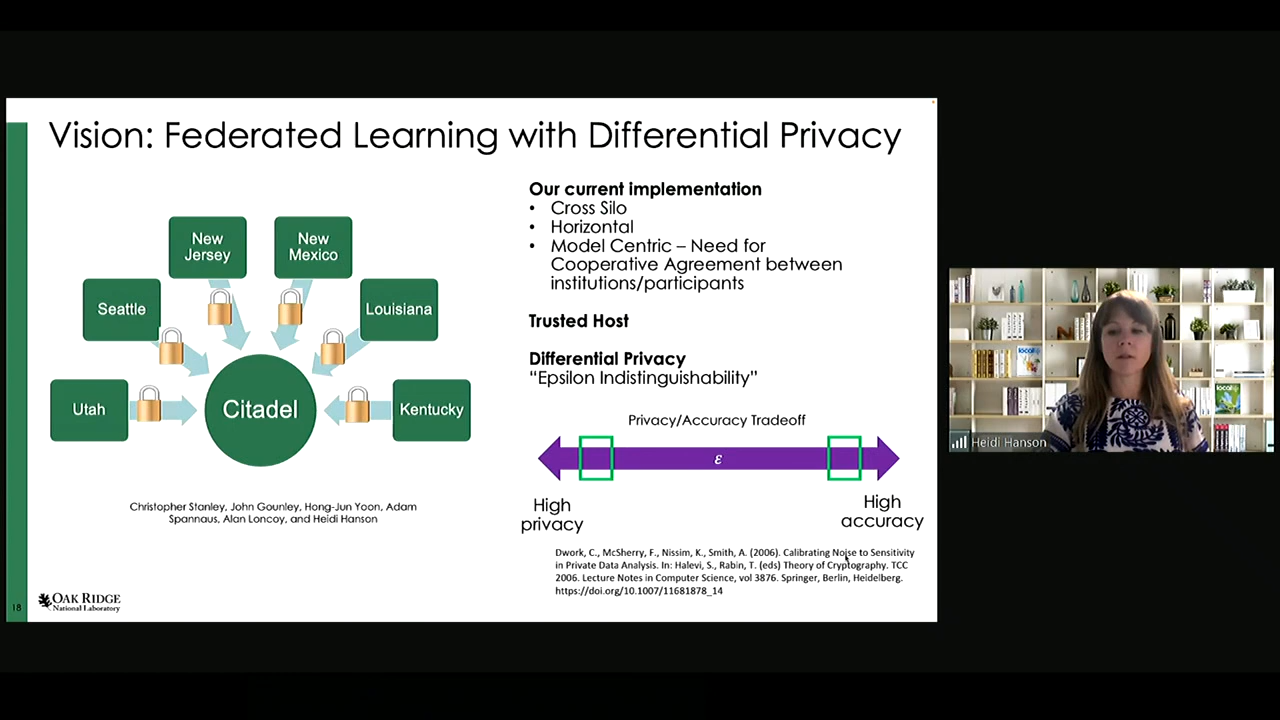 Vision: Federated Learning with Differential Privacy
New
Jersey
New
Mexico
Seattle
Louisiana
Utah
Citadel
Kentucky
Christopher Stanley, John Gounley, Hong-Jun Yoon, Adam
Spannaus, Alan Loncoy, and Heidi Hanson
Our current implementation
• Cross Silo
• Horizontal
• Model Centric – Need for
Cooperative Agreement between
institutions/participants
Trusted Host
Differential Privacy
“Epsilon Indistinguishability”
Privacy/Accuracy Tradeoff
ε
High
privacy
High
accuracy
Dwork, C., McSherry, F., Nissim, K., Smith, A. (2006). Calibrating Noise to Sensitivity
in Private Data Analysis. In: Halevi, S., Rabin, T. (eds) Theory of Cryptography. TCC
2006. Lecture Notes in Computer Science, vol 3876. Springer, Berlin, Heidelberg.
https://doi.org/10.1007/11681878_14
18
OAK RIDGE
National Laboratory
local
local
Heidi Hanson